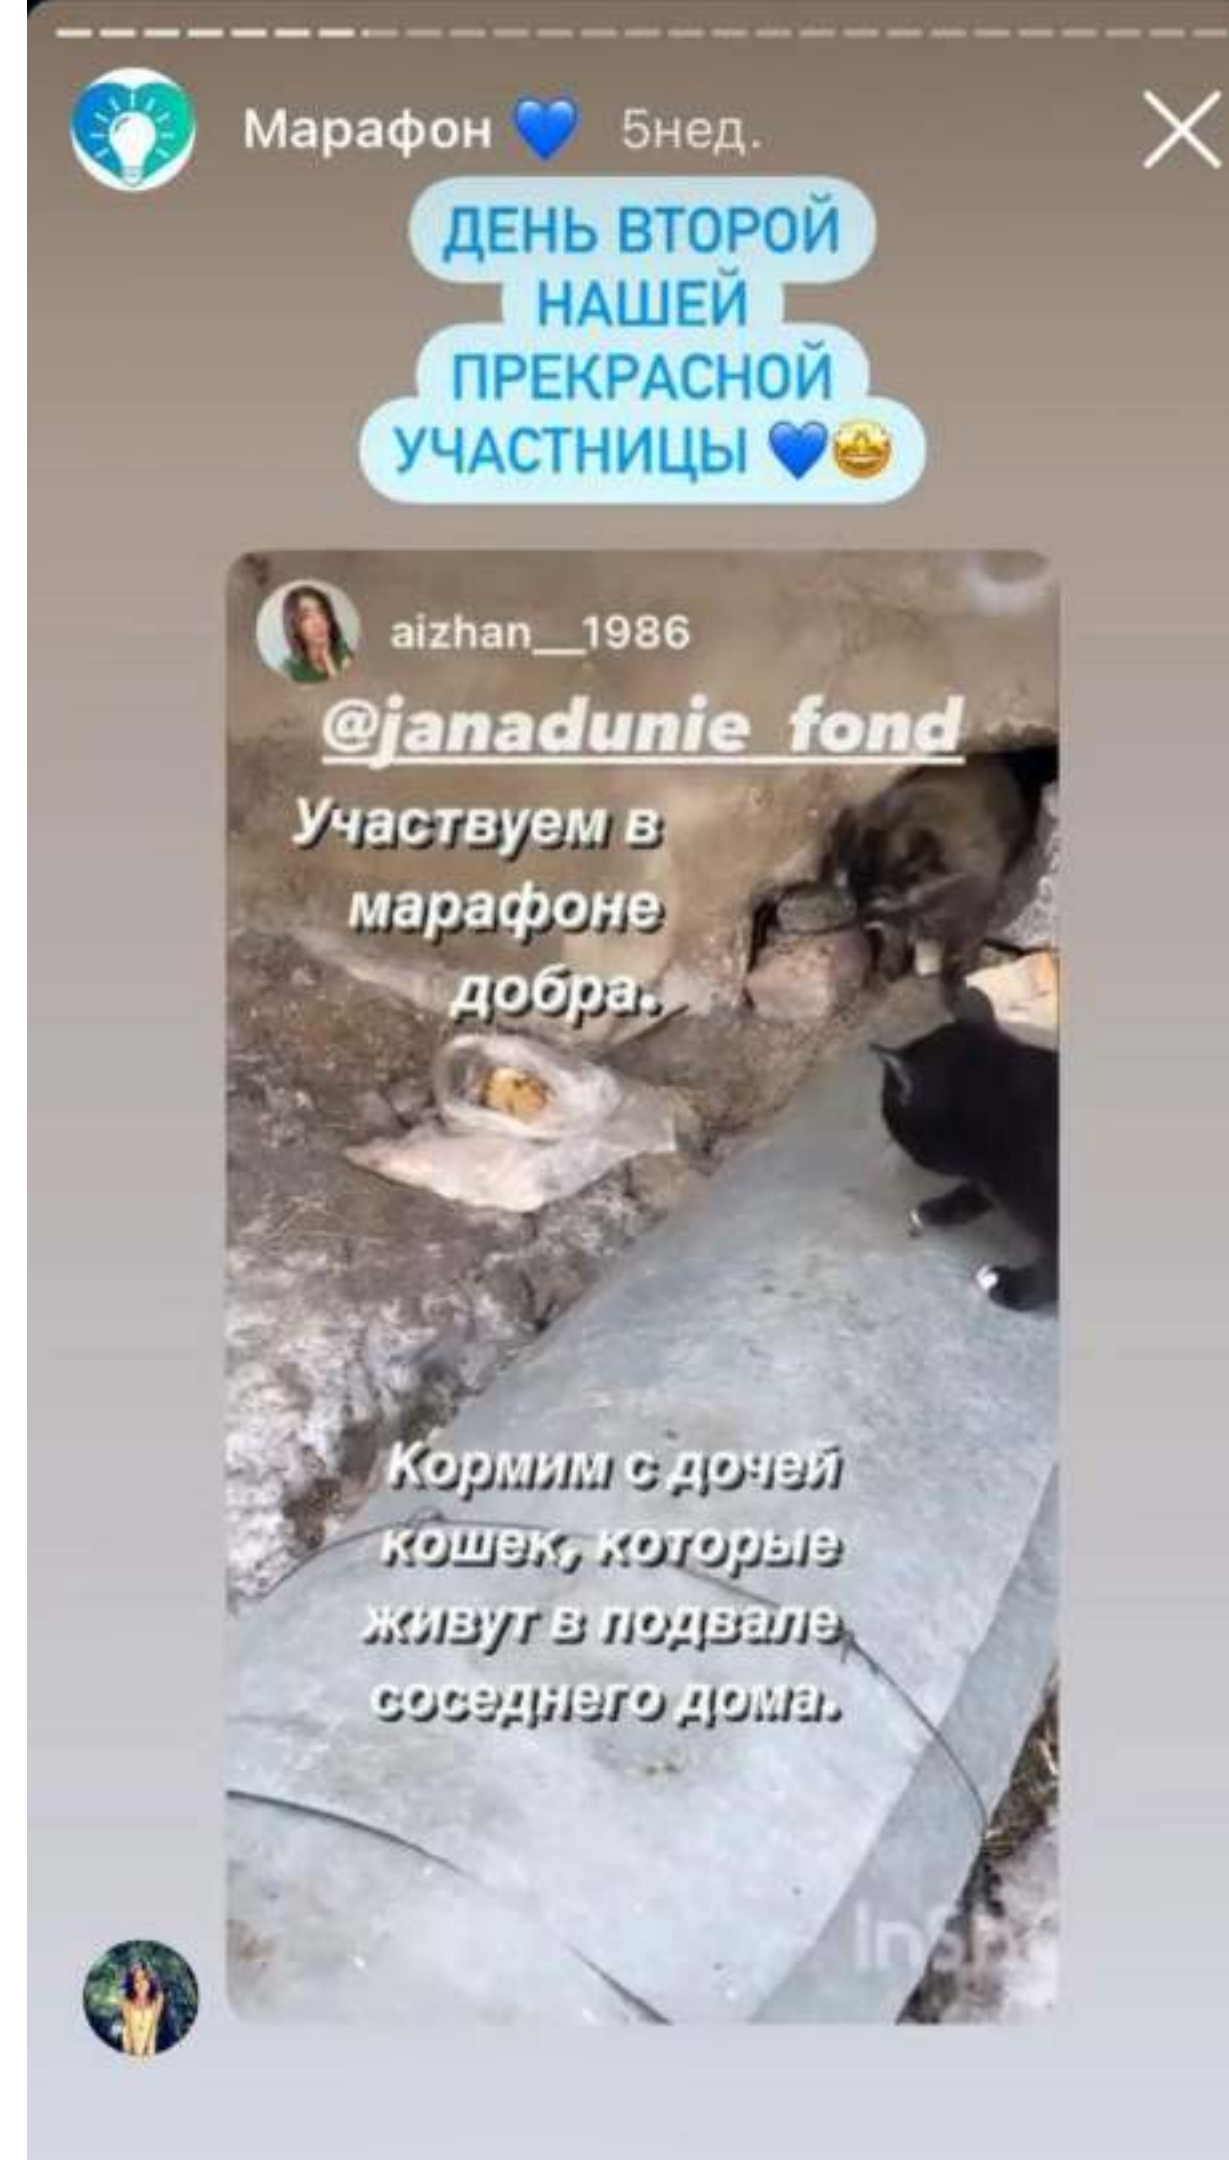 Марафон 💙 5нед.
ДЕНЬ ВТОРОЙ
НАШЕЙ
ПРЕКРАСНОЙ
УЧАСТНИЦЫ 💙🤩
aizhan__1986
@janadunie_fond
Участвуем в
марафоне
добра.
Кормим с дочей
кошек, которые
живут в подвале
соседнего дома.